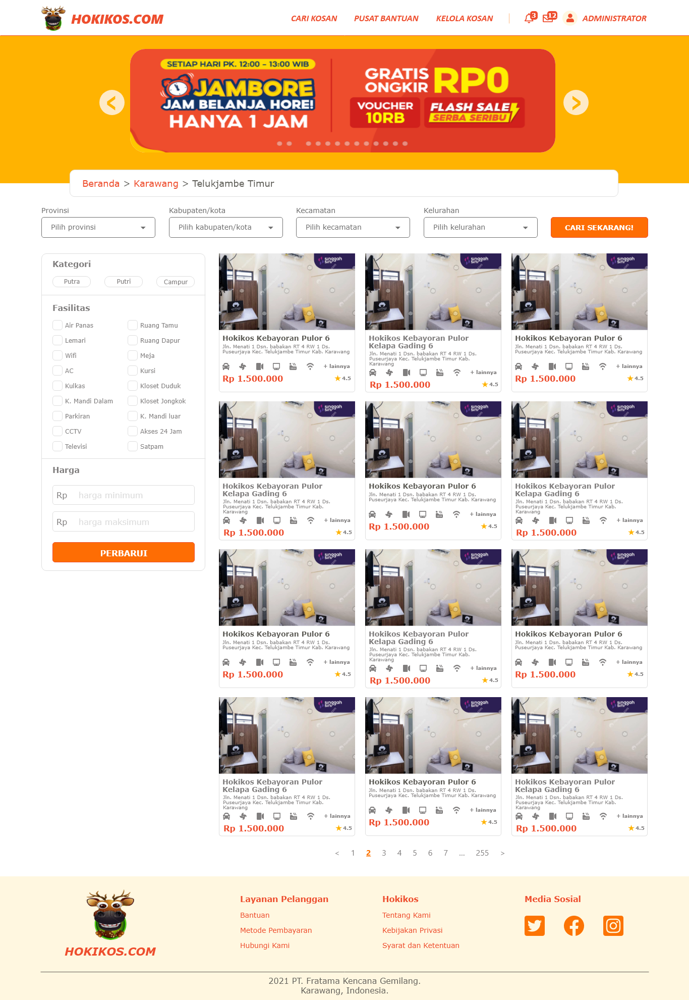 HOKIKOS.COM
CARI KOSAN
PUSAT BANTUAN
KELOLA KOSAN
3
12
ADMINISTRATOR
SETIAP HARI PK. 12:00 - 13:00 WIB
JAMBORE
JAM BELANJA HORE!
HANYA 1 JAM
GRATIS
ONGKIR
RP0
VOUCHER
10RB
FLASH SALE
SERBA SERIBU
<
>
Beranda > Karawang > Telukjambe Timur
Provinsi
Kabupaten/kota
Kecamatan
Kelurahan
Pilih provinsi
Pilih kabupaten/kota
Pilih kecamatan
Pilih kelurahan
CARI SEKARANG!
Kategori
Putra
Putri
Campur
Fasilitas
Air Panas
Ruang Tamu
Lemari
Ruang Dapur
Wifi
Meja
AC
Kursi
Kulkas
Kloset Duduk
K. Mandi Dalam
Kloset Jongkok
Parkiran
K. Mandi luar
CCTV
Akses 24 Jam
Televisi
Satpam
Harga
Rp harga minimum
Rp harga maksimum
PERBARUI
singgah
sini
Hokikos Kebayoran Pulor 6
Jln. Menati 1 Dsn. babakan RT 4 RW 1 Ds.
Puseurjaya Kec. Telukjambe Timur Kab. Karawang
+ lainnya
Rp 1.500.000
4.5
singgah
sini
Hokikos Kebayoran Pulor
Kelapa Gading 6
Jln. Menati 1 Dsn. babakan RT 4 RW 1 Ds.
Puseurjaya Kec. Telukjambe Timur Kab.
Karawang
+ lainnya
Rp 1.500.000
4.5
singgah
sini
Hokikos Kebayoran Pulor 6
Jln. Menati 1 Dsn. babakan RT 4 RW 1 Ds.
Puseurjaya Kec. Telukjambe Timur Kab. Karawang
+ lainnya
Rp 1.500.000
4.5
singgah
sini
Hokikos Kebayoran Pulor
Kelapa Gading 6
Jln. Menati 1 Dsn. babakan RT 4 RW 1 Ds.
Puseurjaya Kec. Telukjambe Timur Kab.
Karawang
+ lainnya
Rp 1.500.000
4.5
singgah
sini
Hokikos Kebayoran Pulor 6
Jln. Menati 1 Dsn. babakan RT 4 RW 1 Ds.
Puseurjaya Kec. Telukjambe Timur Kab. Karawang
+ lainnya
Rp 1.500.000
4.5
singgah
sini
Hokikos Kebayoran Pulor
Kelapa Gading 6
Jln. Menati 1 Dsn. babakan RT 4 RW 1 Ds.
Puseurjaya Kec. Telukjambe Timur Kab.
Karawang
+ lainnya
Rp 1.500.000
4.5
singgah
sini
Hokikos Kebayoran Pulor 6
Jln. Menati 1 Dsn. babakan RT 4 RW 1 Ds.
Puseurjaya Kec. Telukjambe Timur Kab. Karawang
+ lainnya
Rp 1.500.000
4.5
singgah
sini
Hokikos Kebayoran Pulor
Kelapa Gading 6
Jln. Menati 1 Dsn. babakan RT 4 RW 1 Ds.
Puseurjaya Kec. Telukjambe Timur Kab.
Karawang
+ lainnya
Rp 1.500.000
4.5
singgah
sini
Hokikos Kebayoran Pulor 6
Jln. Menati 1 Dsn. babakan RT 4 RW 1 Ds.
Puseurjaya Kec. Telukjambe Timur Kab. Karawang
+ lainnya
Rp 1.500.000
4.5
singgah
sini
Hokikos Kebayoran Pulor
Kelapa Gading 6
Jln. Menati 1 Dsn. babakan RT 4 RW 1 Ds.
Puseurjaya Kec. Telukjambe Timur Kab.
Karawang
+ lainnya
Rp 1.500.000
4.5
singgah
sini
Hokikos Kebayoran Pulor 6
Jln. Menati 1 Dsn. babakan RT 4 RW 1 Ds.
Puseurjaya Kec. Telukjambe Timur Kab. Karawang
+ lainnya
Rp 1.500.000
4.5
singgah
sini
Hokikos Kebayoran Pulor
Kelapa Gading 6
Jln. Menati 1 Dsn. babakan RT 4 RW 1 Ds.
Puseurjaya Kec. Telukjambe Timur Kab.
Karawang
+ lainnya
Rp 1.500.000
4.5
< 1 2 3 4 5 6 7 ... 255 >
HOKIKOS.COM
Layanan Pelanggan
Bantuan
Metode Pembayaran
Hubungi Kami
Hokikos
Tentang Kami
Kebijakan Privasi
Syarat dan Ketentuan
Media Sosial
2021 PT. Fratama Kencana Gemilang.
Karawang, Indonesia.